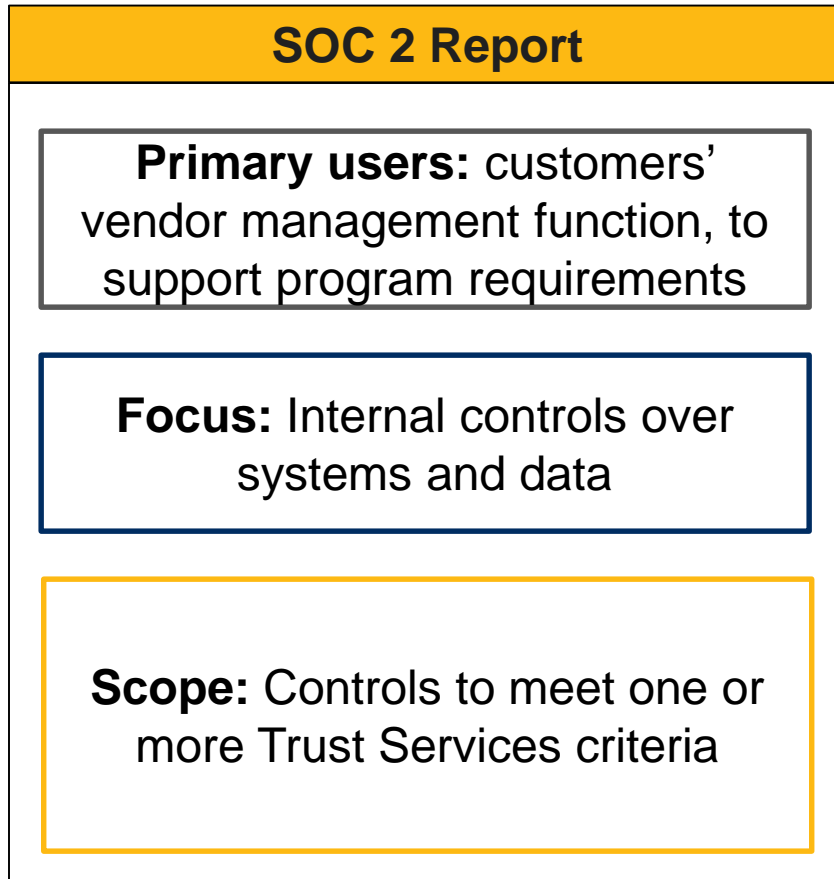 SOC 2 Report
Primary users: customers’
vendor management function, to
support program requirements
Focus: Internal controls over
systems and data
Scope: Controls to meet one or
more Trust Services criteria